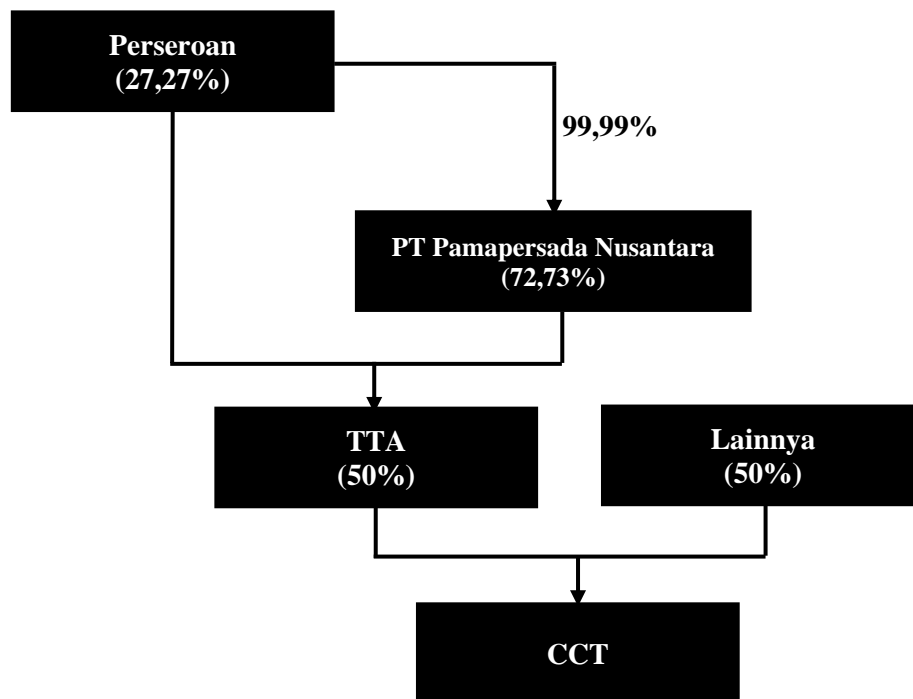 Perseroan
(27,27%)
99,99%
PT Pamapersada Nusantara
(72,73%)
TTA
(50%)
Lainnya
(50%)
CCT